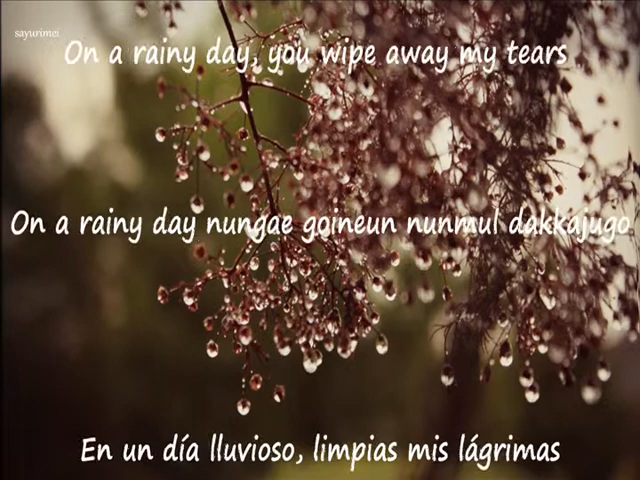 sayurimei
On a rainy day, you wipe away my tears
On a rainy day nungae goineun nunmul dakkajugo
En un día lluvioso, limpias mis lágrimas